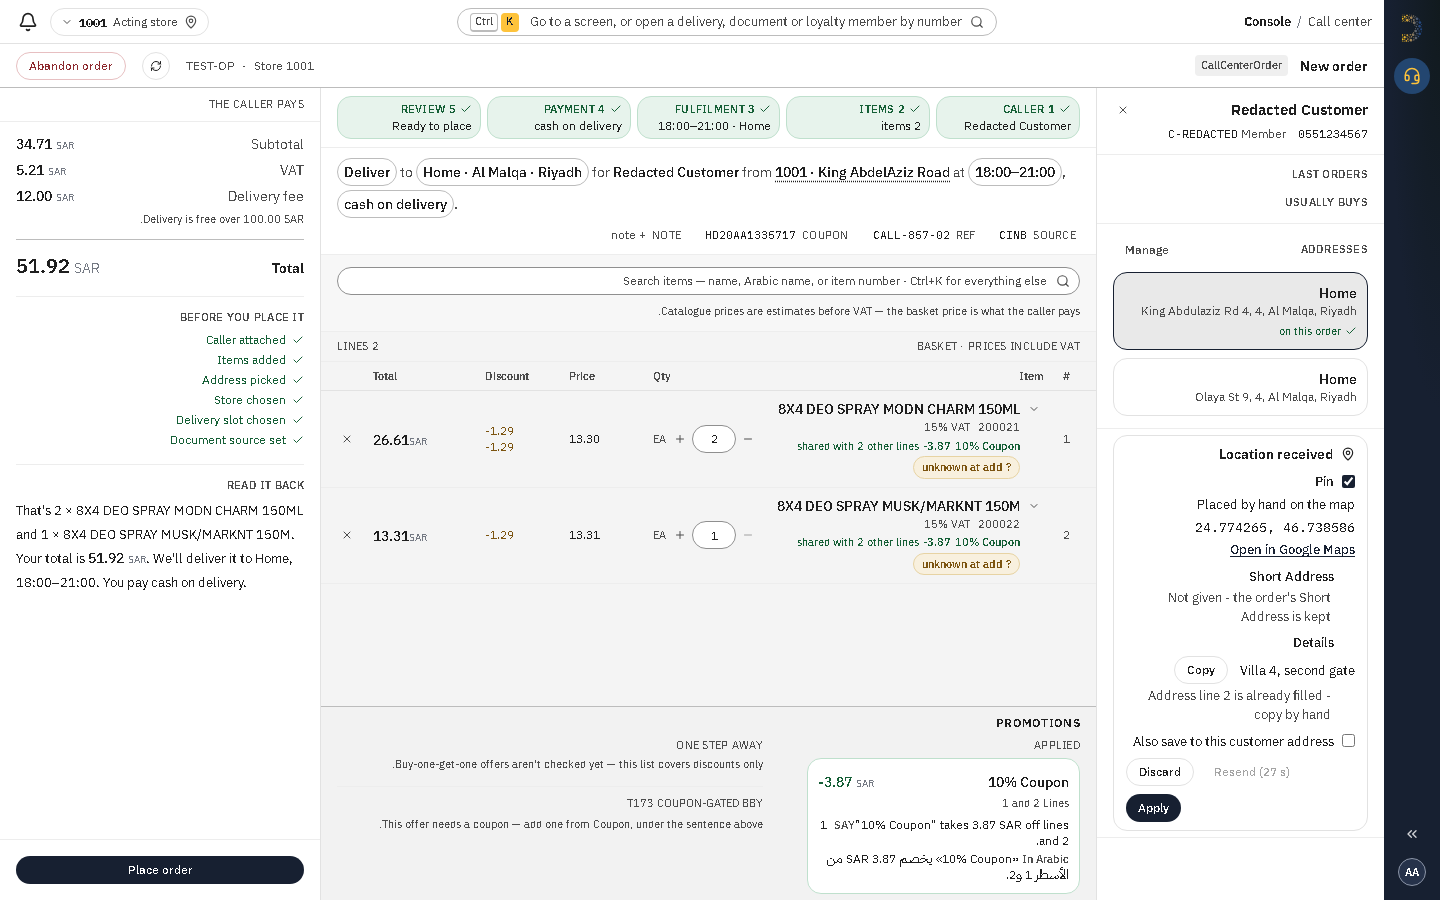 Console / Call center
Go to a screen, or open a delivery, document or loyalty member by number
Ctrl K
1001 Acting store
New order
CallCenterOrder
TEST-OP · Store 1001
Abandon order
Redacted Customer
C-REDACTED Member 0551234567
LAST ORDERS
USUALLY BUYS
ADDRESSES
Manage
Home
King Abdulaziz Rd 4, 4, Al Malqa, Riyadh
on this order
Home
Olaya St 9, 4, Al Malqa, Riyadh
Location received
Pin
Placed by hand on the map
24.774265, 46.738586
Open in Google Maps
Short Address
Not given - the order's Short
Address is kept
Details
Villa 4, second gate
Copy
Address line 2 is already filled -
copy by hand
Also save to this customer address
Discard
Resend (27 s)
Apply
CALLER 1
Redacted Customer
ITEMS 2
items 2
FULFILMENT 3
18:00–21:00 · Home
PAYMENT 4
cash on delivery
REVIEW 5
Ready to place
Deliver to Home · Al Malqa · Riyadh for Redacted Customer from 1001 · King AbdelAziz Road at 18:00–21:00 ,
cash on delivery .
note + NOTE HD20AA1335717 COUPON CALL-857-02 REF CINB SOURCE
Search items — name, Arabic name, or item number · Ctrl+K for everything else
.Catalogue prices are estimates before VAT — the basket price is what the caller pays
LINES 2
BASKET · PRICES INCLUDE VAT
Total Discount Price Qty Item #
8X4 DEO SPRAY MODN CHARM 150ML
15% VAT 200021
shared with 2 other lines -3.87 10% Coupon
unknown at add ?
26.61SAR
-1.29
-1.29
13.30
EA + 2 −
1
8X4 DEO SPRAY MUSK/MARKNT 150M
15% VAT 200022
shared with 2 other lines -3.87 10% Coupon
unknown at add ?
13.31SAR
-1.29
13.31
EA + 1 −
2
PROMOTIONS
APPLIED
10% Coupon
-3.87 SAR
1 and 2 Lines
1 SAY"10% Coupon" takes 3.87 SAR off lines
.and 2
In Arabic «10% Coupon» يخصم 3.87 SAR من
الأسطر 1 و2.
ONE STEP AWAY
.Buy-one-get-one offers aren't checked yet — this list covers discounts only
T173 COUPON-GATED BBY
.This offer needs a coupon — add one from Coupon, under the sentence above
THE CALLER PAYS
34.71 SAR Subtotal
5.21 SAR VAT
12.00 SAR Delivery fee
.Delivery is free over 100.00 SAR
51.92 SAR Total
BEFORE YOU PLACE IT
Caller attached
Items added
Address picked
Store chosen
Delivery slot chosen
Document source set
READ IT BACK
That's 2 × 8X4 DEO SPRAY MODN CHARM 150ML
and 1 × 8X4 DEO SPRAY MUSK/MARKNT 150M.
Your total is 51.92 SAR. We'll deliver it to Home,
18:00–21:00. You pay cash on delivery.
Place order
AA